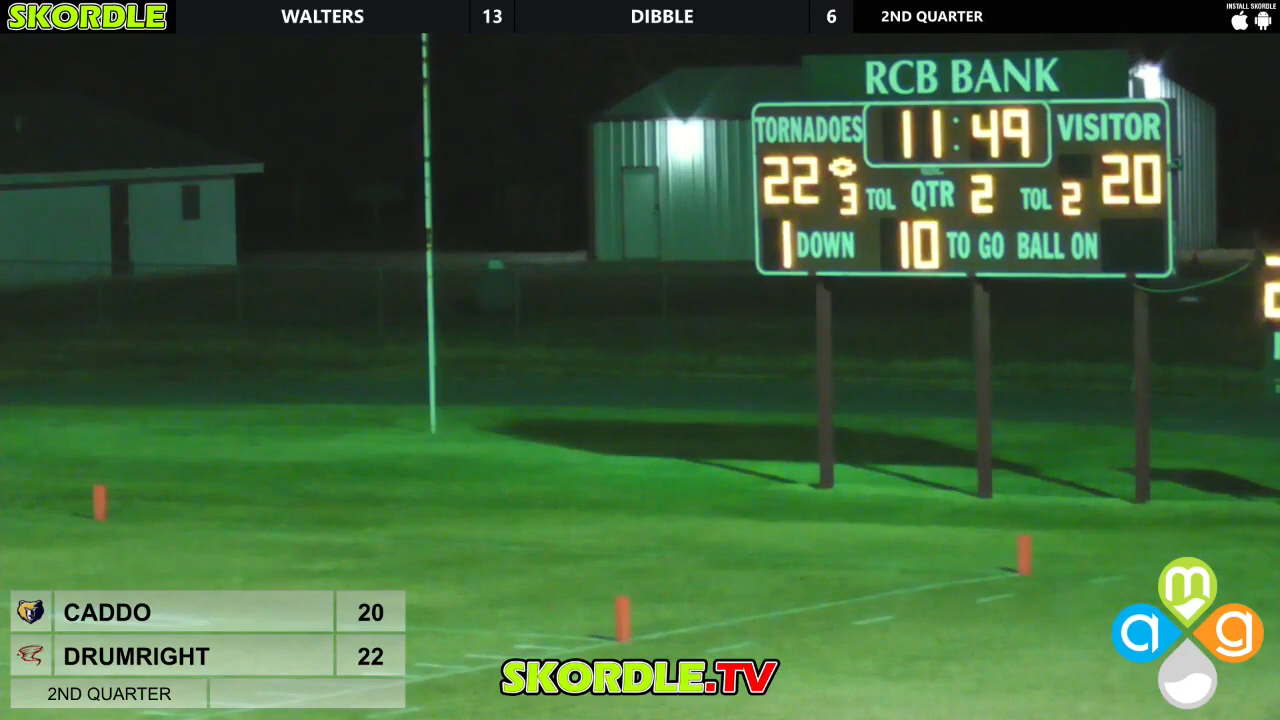 SKORDLE WALTERS 13 DIBBLE 6 2ND QUARTER INSTALL SKORDLE
RCB BANK
TORNADOES 11:49 VISITOR
22 3 TOL QTR 2 TOL 2 20
1 DOWN 10 TO GO BALL ON
CADDO 20
DRUMRIGHT 22
2ND QUARTER
SKORDLE.TV
m
a g